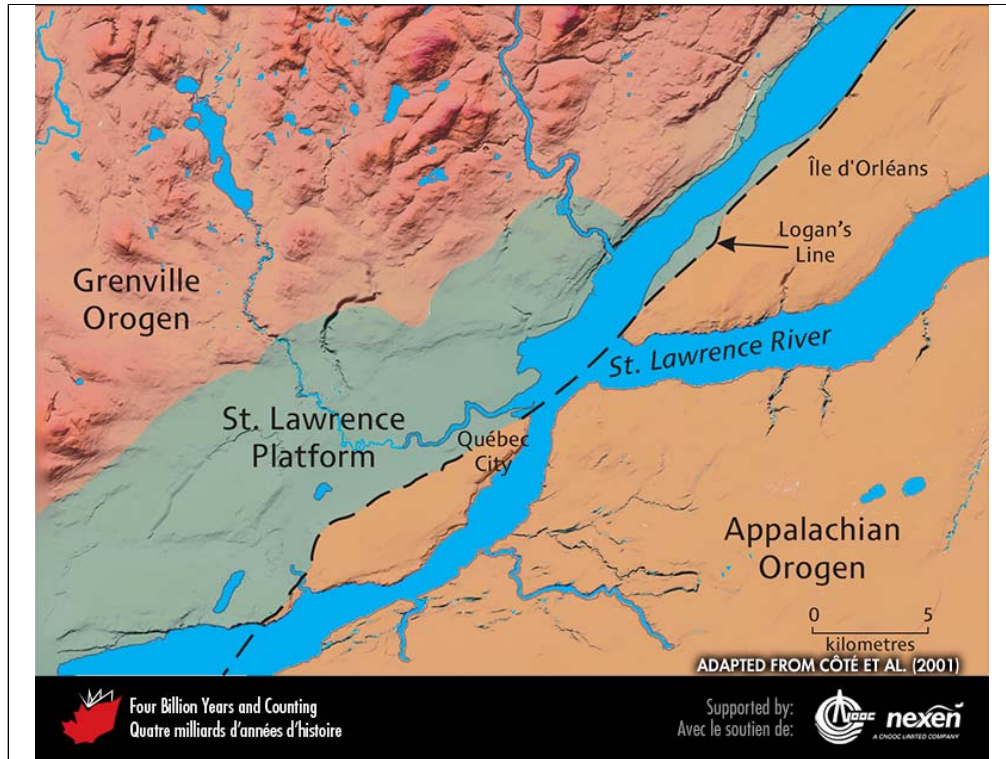 Île d'Orléans
Logan's
Line
Grenville
Orogen
St. Lawrence River
St. Lawrence
Platform
Québec
City
Appalachian
Orogen
0 5
kilometres
ADAPTED FROM CÔTÉ ET AL. (2001)
Four Billion Years and Counting
Quatre milliards d'années d'histoire
Supported by:
Avec le soutien de:
CNOOC nexen
A CNOOC LIMITED COMPANY